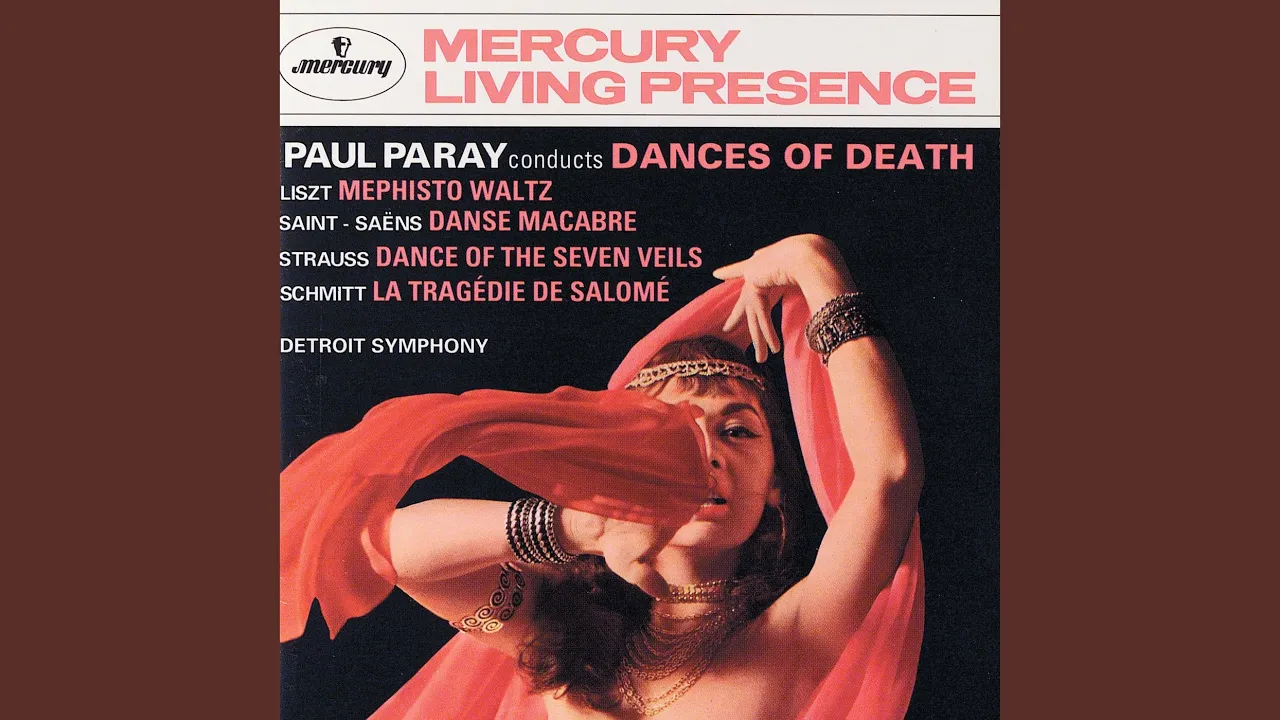 mercury
MERCURY
LIVING PRESENCE
PAUL PARAY conducts DANCES OF DEATH
LISZT MEPHISTO WALTZ
SAINT - SAËNS DANSE MACABRE
STRAUSS DANCE OF THE SEVEN VEILS
SCHMITT LA TRAGÉDIE DE SALOMÉ
DETROIT SYMPHONY